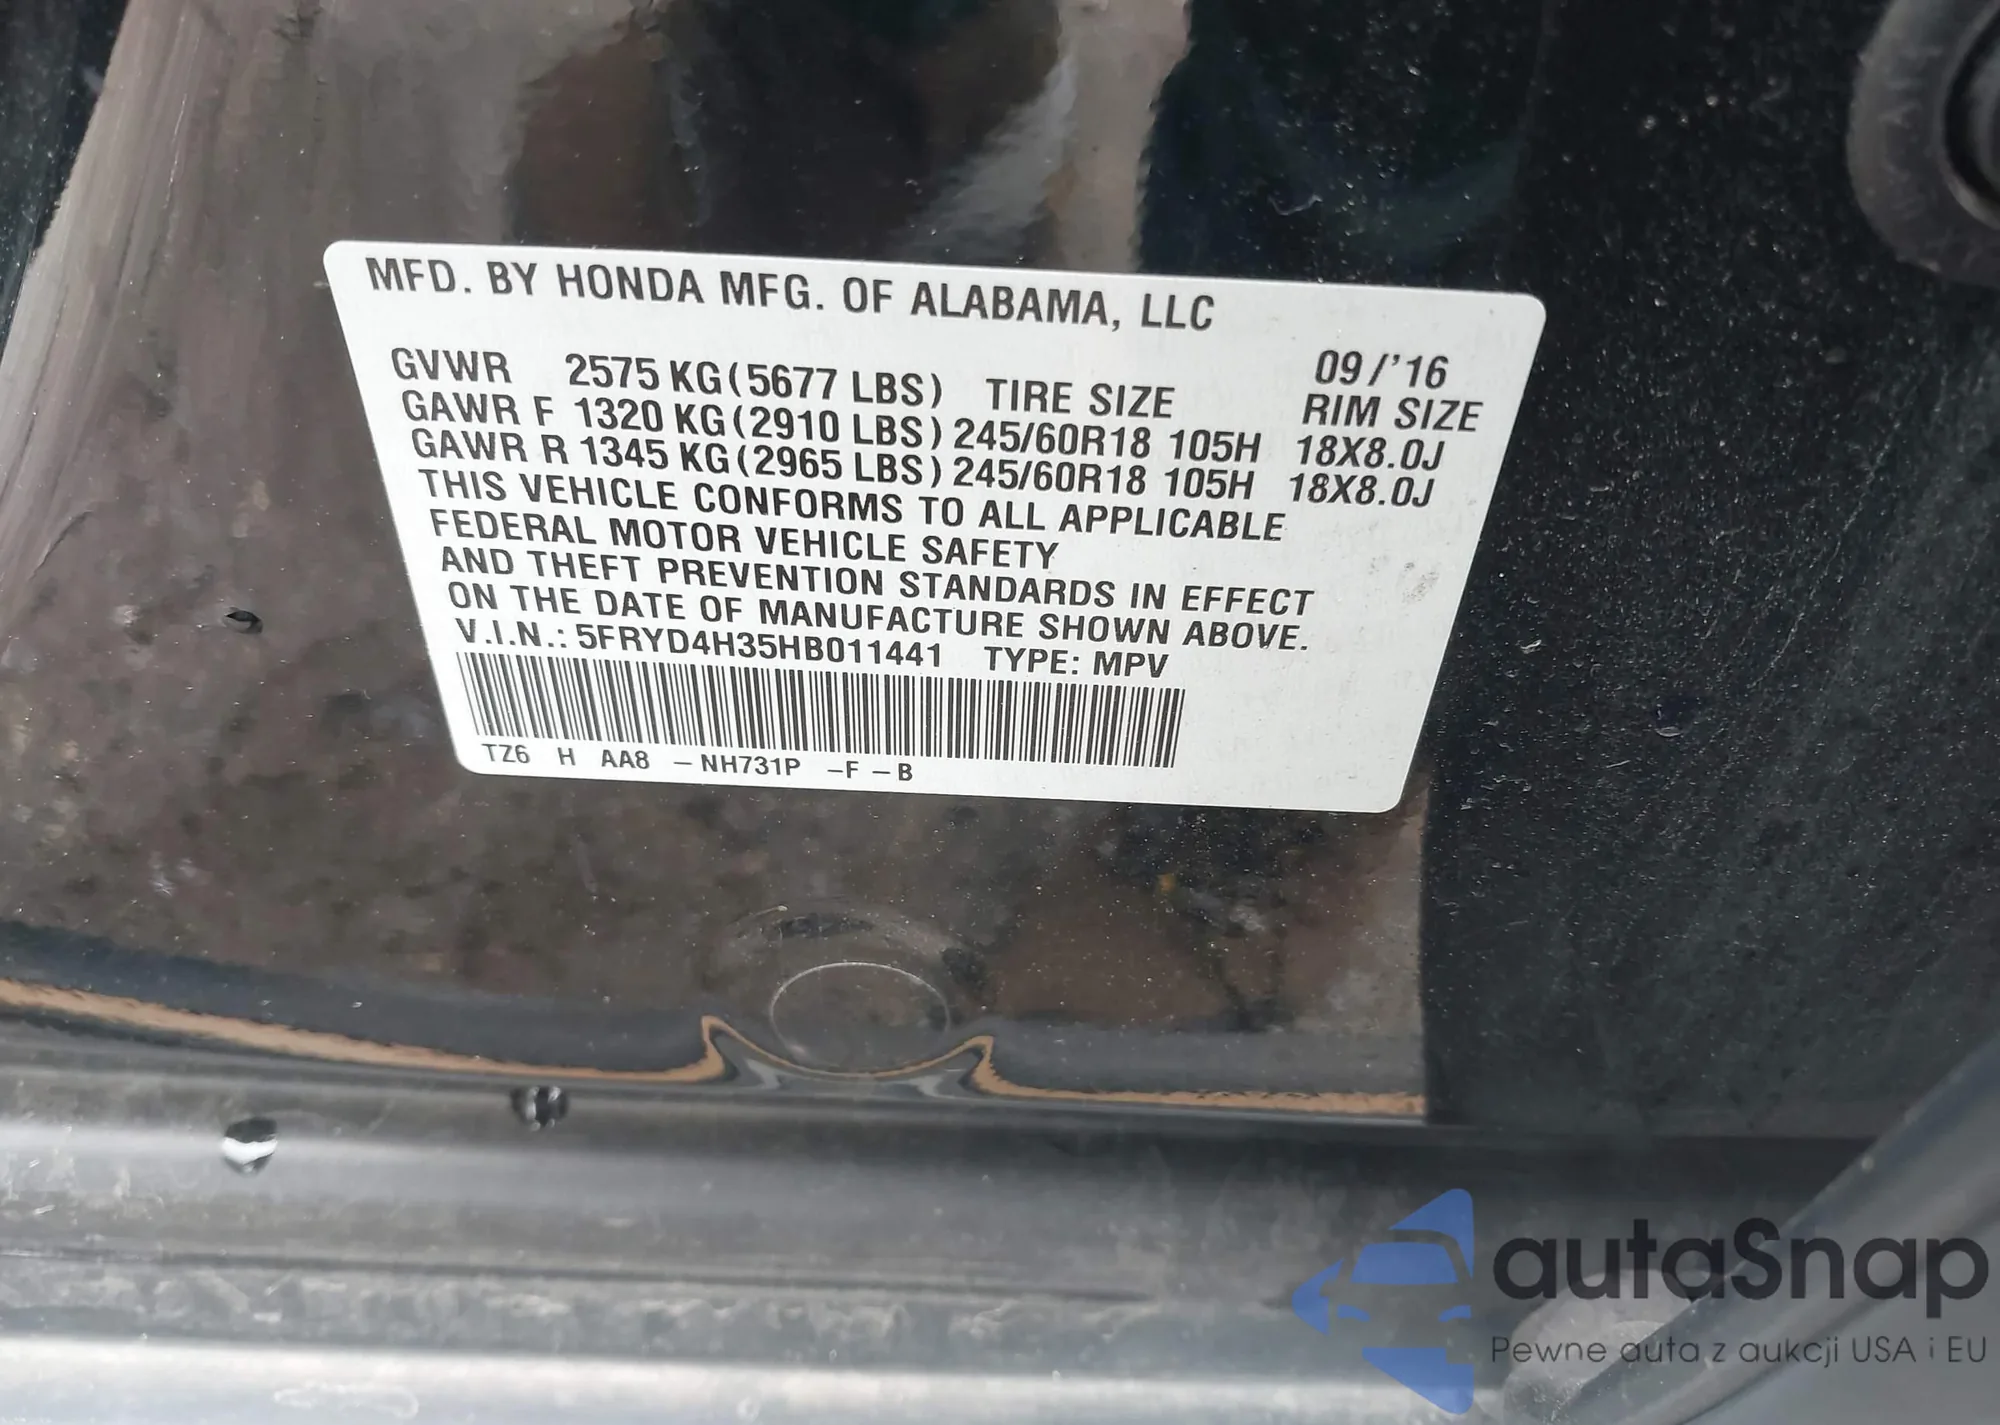 MFD. BY HONDA MFG. OF ALABAMA, LLC
09/'16
GVWR 2575 KG(5677 LBS) TIRE SIZE RIM SIZE
GAWR F 1320 KG(2910 LBS) 245/60R18 105H 18X8.0J
GAWR R 1345 KG(2965 LBS) 245/60R18 105H 18X8.0J
THIS VEHICLE CONFORMS TO ALL APPLICABLE
FEDERAL MOTOR VEHICLE SAFETY
AND THEFT PREVENTION STANDARDS IN EFFECT
ON THE DATE OF MANUFACTURE SHOWN ABOVE.
V.I.N.: 5FRYD4H35HB011441 TYPE: MPV
TZ6 H AA8 -NH731P -F-B
autaSnap
Pewne auta z aukcji USA i EU